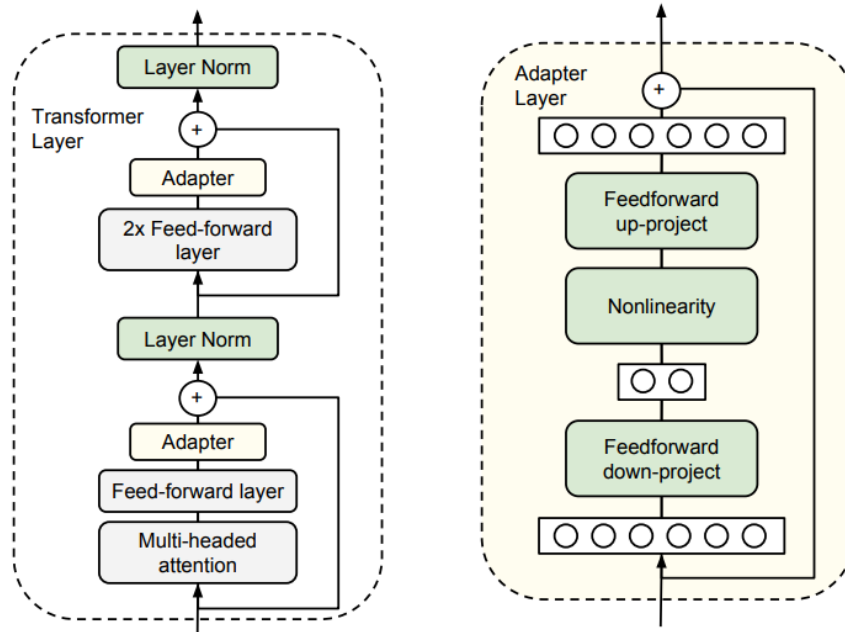 Layer Norm
Transformer
Layer
+
Adapter
2x Feed-forward
layer
Layer Norm
+
Adapter
Feed-forward layer
Multi-headed
attention
Adapter
Layer
+
Feedforward
up-project
Nonlinearity
Feedforward
down-project